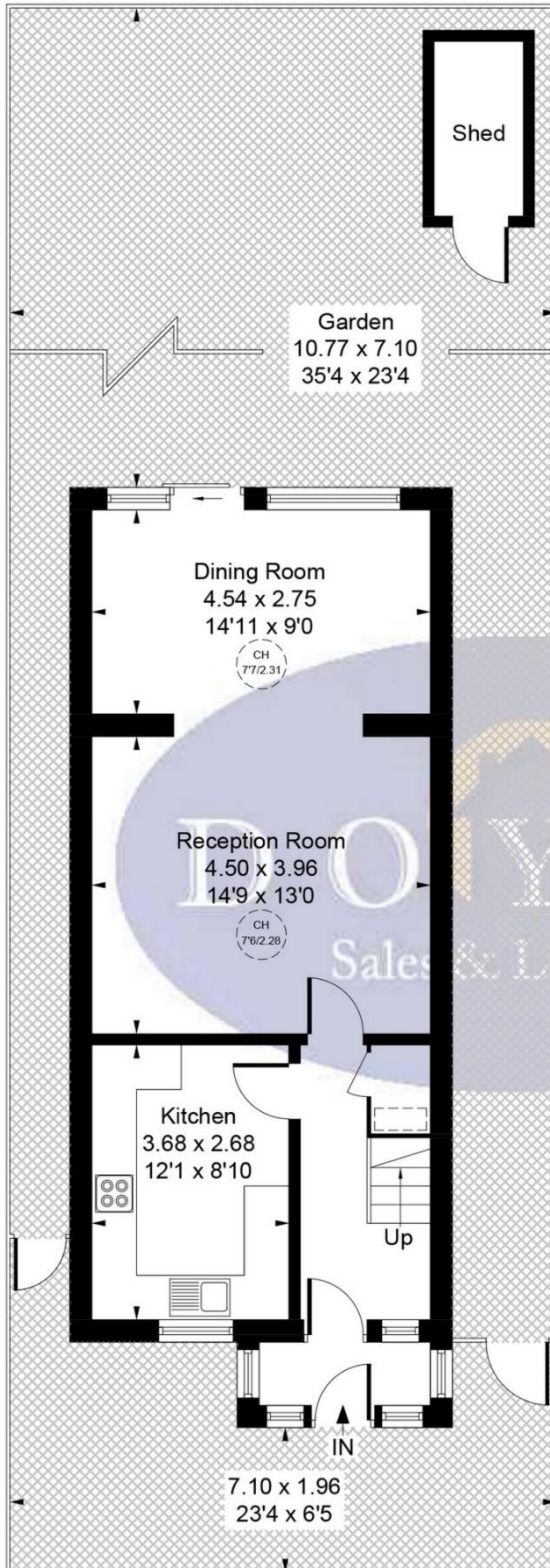 Shed
Garden
10.77 x 7.10
35'4 x 23'4
Dining Room
4.54 x 2.75
14'11 x 9'0
CH
7'7/2.31
Reception Room
4.50 x 3.96
14'9 x 13'0
CH
7'6/2.28
D O Y
Sales & L
Kitchen
3.68 x 2.68
12'1 x 8'10
Up
IN
7.10 x 1.96
23'4 x 6'5